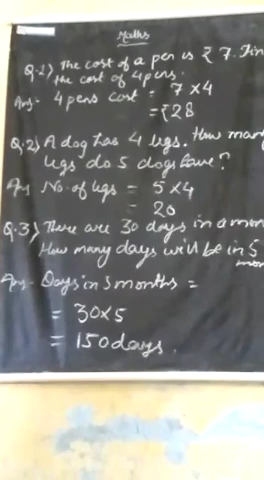 Maths
Q.1) The cost of a pen is ₹ 7. Fin
the cost of 4 pens.
Ans- 4 pens cost = 7 x 4
= ₹28
Q.2) A dog has 4 legs. How many
legs do 5 dogs have?
Ans No. of legs = 5 x 4
= 20
Q.3) There are 30 days in a mon
How many days will be in 5
mon
Ans- Days in 5 months =
= 30 x 5
= 150 days.